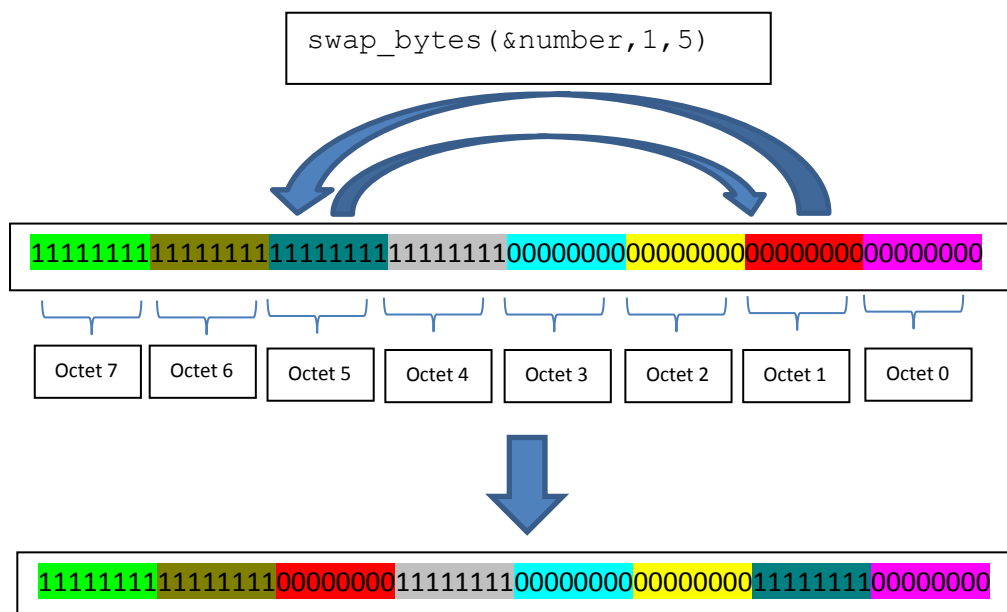 swap_bytes(&number,1,5)
1111111111111111111111111111111100000000000000000000000000000000
Octet 7 Octet 6 Octet 5 Octet 4 Octet 3 Octet 2 Octet 1 Octet 0
1111111111111111000000001111111100000000000000001111111100000000